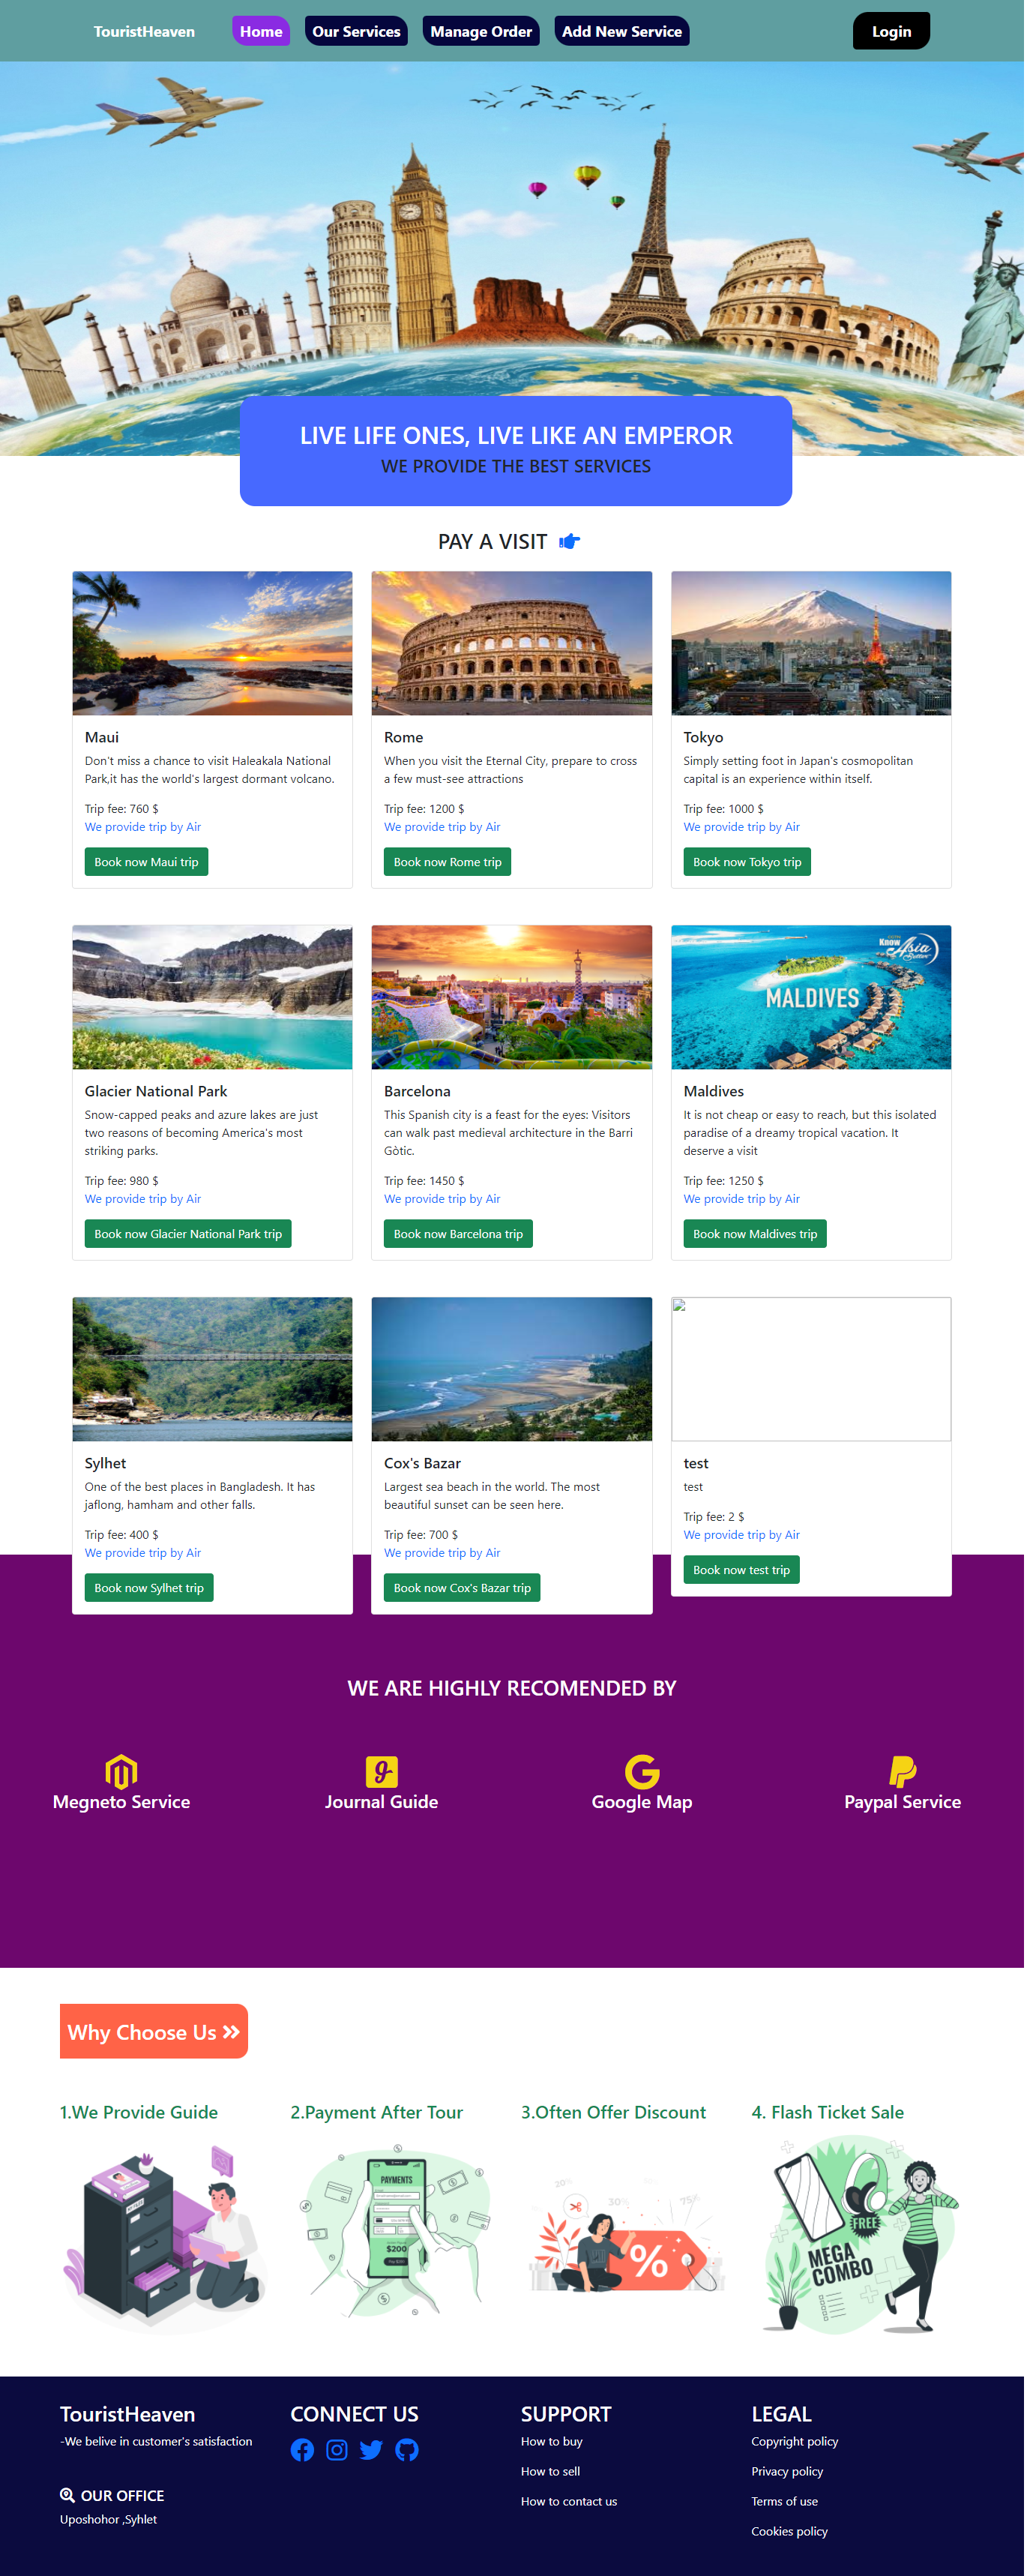 TouristHeaven
Home
Our Services
Manage Order
Add New Service
Login
LIVE LIFE ONES, LIVE LIKE AN EMPEROR
WE PROVIDE THE BEST SERVICES
PAY A VISIT
Maui
Don't miss a chance to visit Haleakala National
Park,it has the world's largest dormant volcano.
Trip fee: 760 $
We provide trip by Air
Book now Maui trip
Rome
When you visit the Eternal City, prepare to cross
a few must-see attractions
Trip fee: 1200 $
We provide trip by Air
Book now Rome trip
Tokyo
Simply setting foot in Japan's cosmopolitan
capital is an experience within itself.
Trip fee: 1000 $
We provide trip by Air
Book now Tokyo trip
Glacier National Park
Snow-capped peaks and azure lakes are just
two reasons of becoming America's most
striking parks.
Trip fee: 980 $
We provide trip by Air
Book now Glacier National Park trip
Barcelona
This Spanish city is a feast for the eyes: Visitors
can walk past medieval architecture in the Barri
Gòtic.
Trip fee: 1450 $
We provide trip by Air
Book now Barcelona trip
Know
Asia
MALDIVES
Maldives
It is not cheap or easy to reach, but this isolated
paradise of a dreamy tropical vacation. It
deserve a visit
Trip fee: 1250 $
We provide trip by Air
Book now Maldives trip
Sylhet
One of the best places in Bangladesh. It has
jaflong, hamham and other falls.
Trip fee: 400 $
We provide trip by Air
Book now Sylhet trip
AK
Cox's Bazar
Largest sea beach in the world. The most
beautiful sunset can be seen here.
Trip fee: 700 $
We provide trip by Air
Book now Cox's Bazar trip
test
test
Trip fee: 2 $
We provide trip by Air
Book now test trip
WE ARE HIGHLY RECOMENDED BY
Megneto Service
Journal Guide
Google Map
Paypal Service
Why Choose Us
1.We Provide Guide
2.Payment After Tour
PAYMENTS
$200
3.Often Offer Discount
20%
30%
75%
%
4. Flash Ticket Sale
FREE
MEGA
COMBO
TouristHeaven
-We belive in customer's satisfaction
OUR OFFICE
Uposhohor ,Syhlet
CONNECT US
SUPPORT
How to buy
How to sell
How to contact us
LEGAL
Copyright policy
Privacy policy
Terms of use
Cookies policy